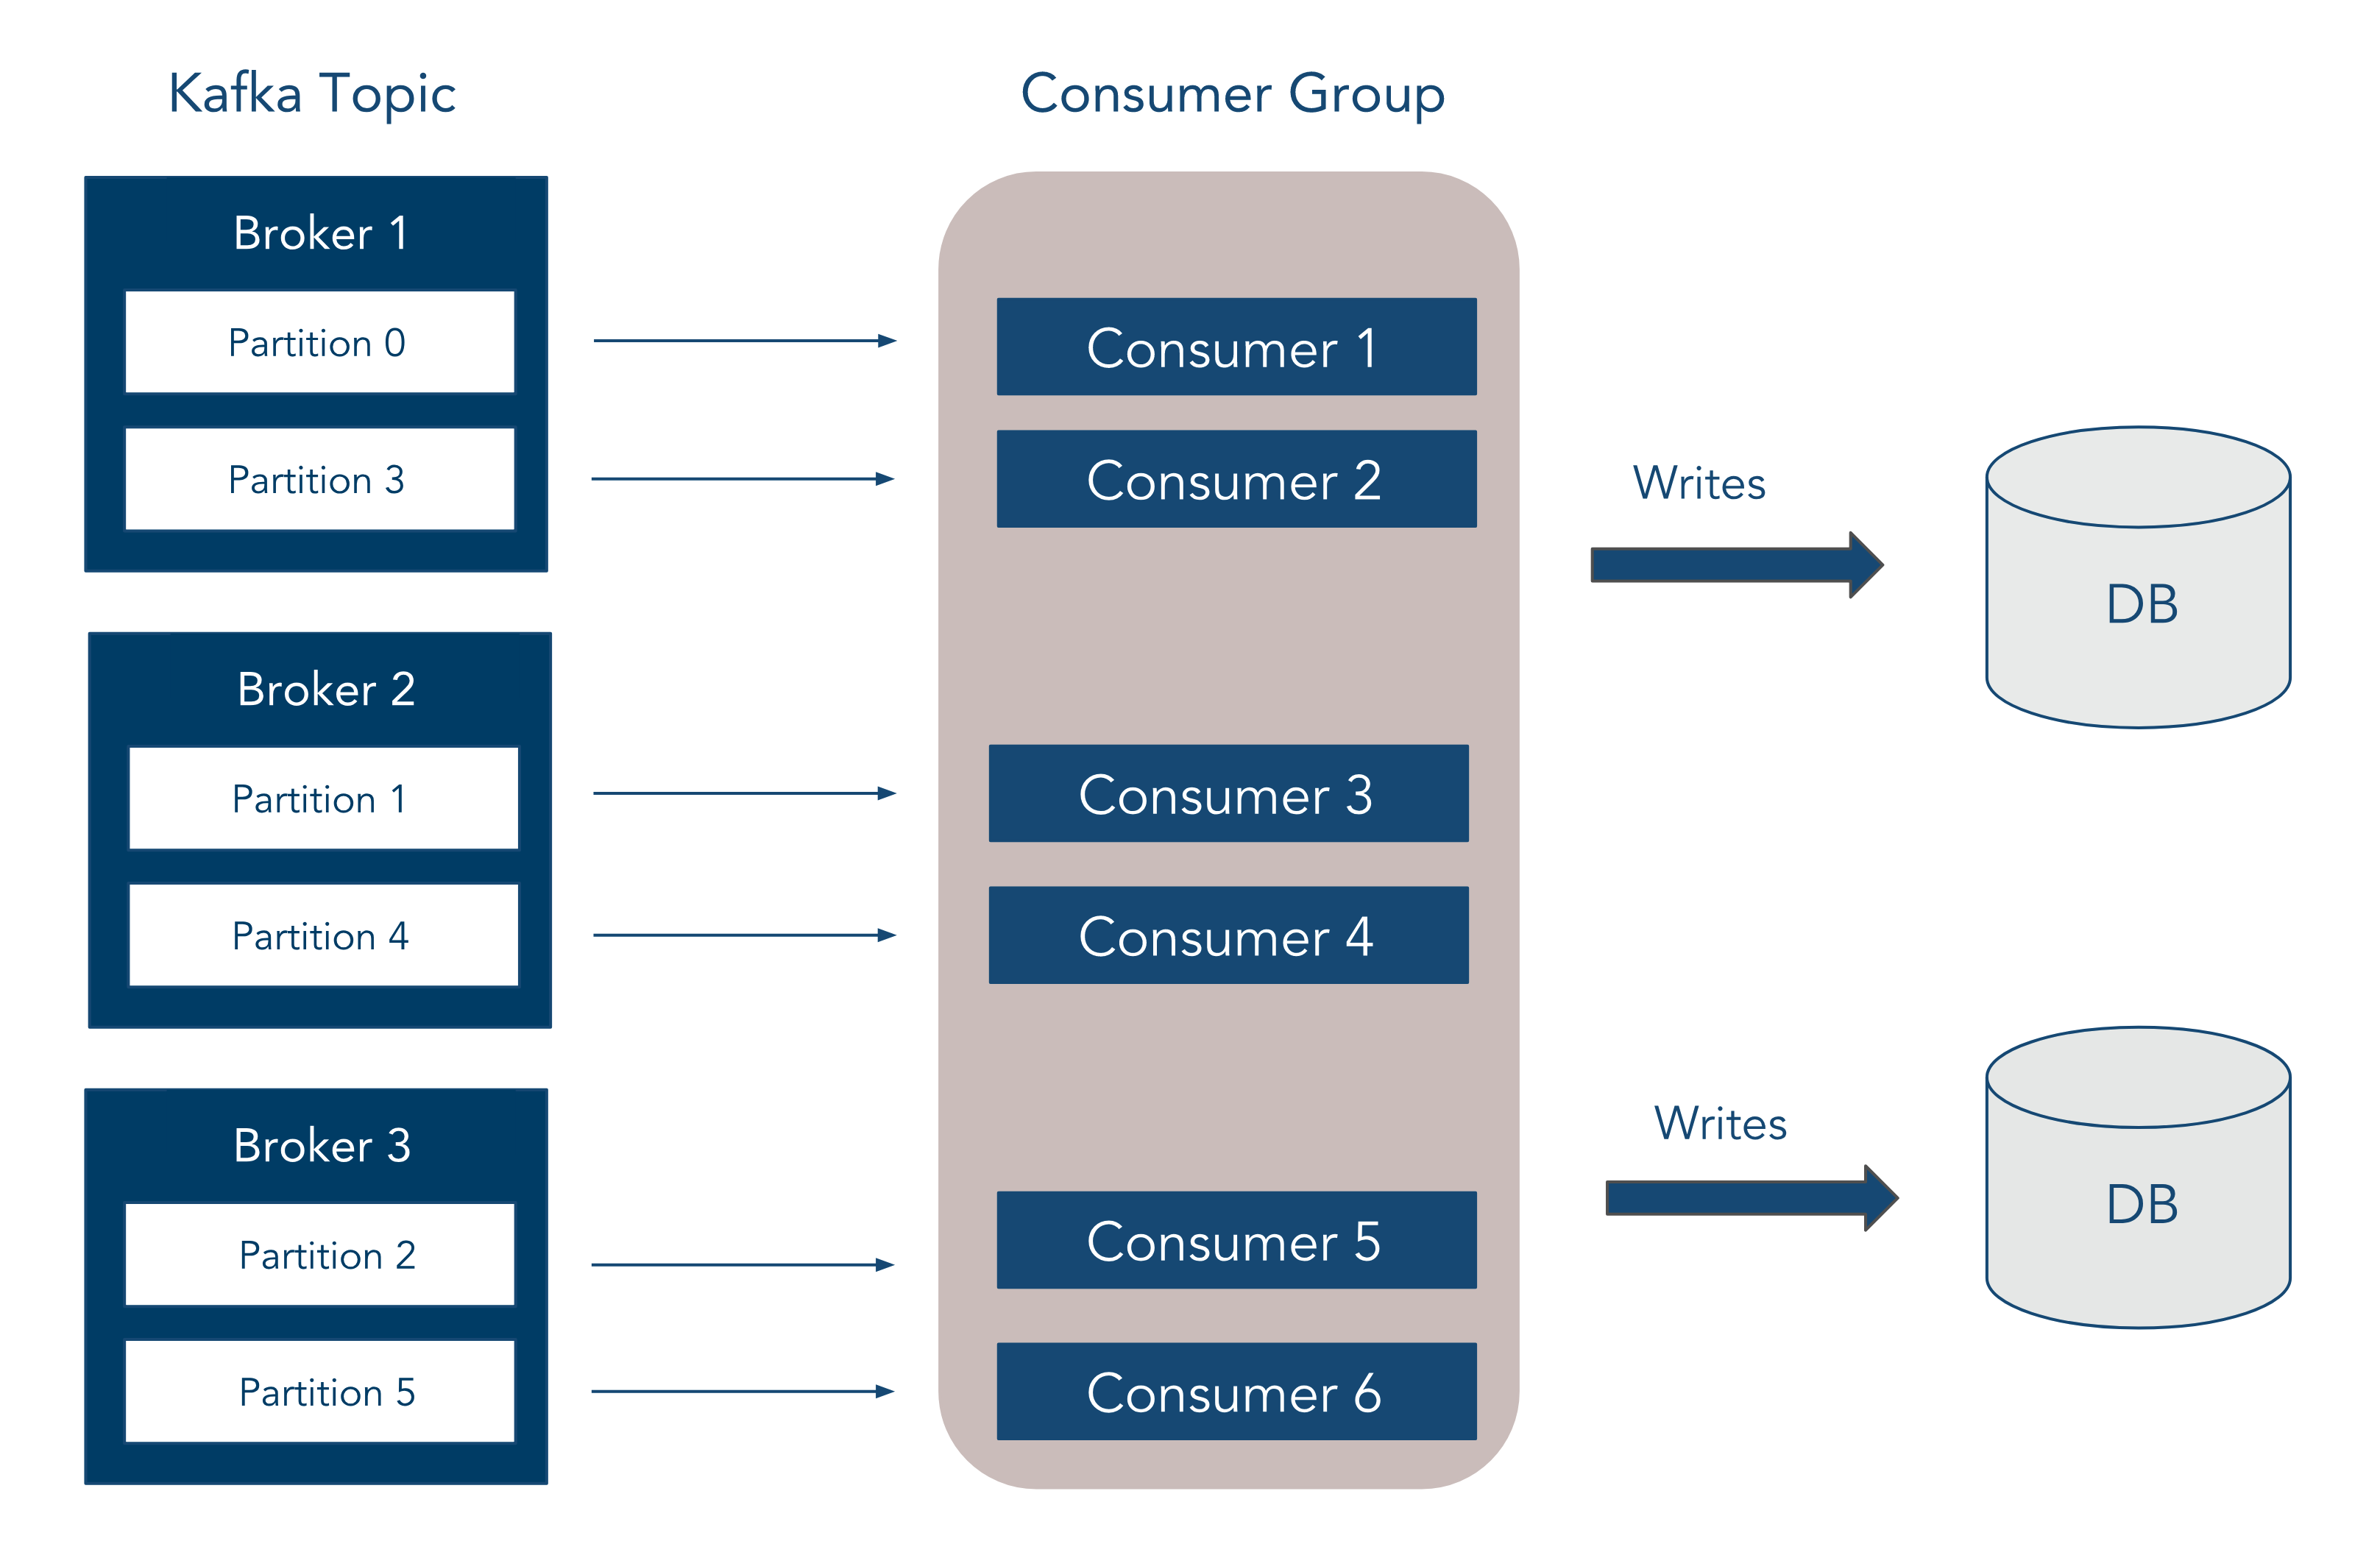 Kafka Topic
Consumer Group
Broker 1
Partition 0
Partition 3
Broker 2
Partition 1
Partition 4
Broker 3
Partition 2
Partition 5
Consumer 1
Consumer 2
Consumer 3
Consumer 4
Consumer 5
Consumer 6
Writes
DB
Writes
DB